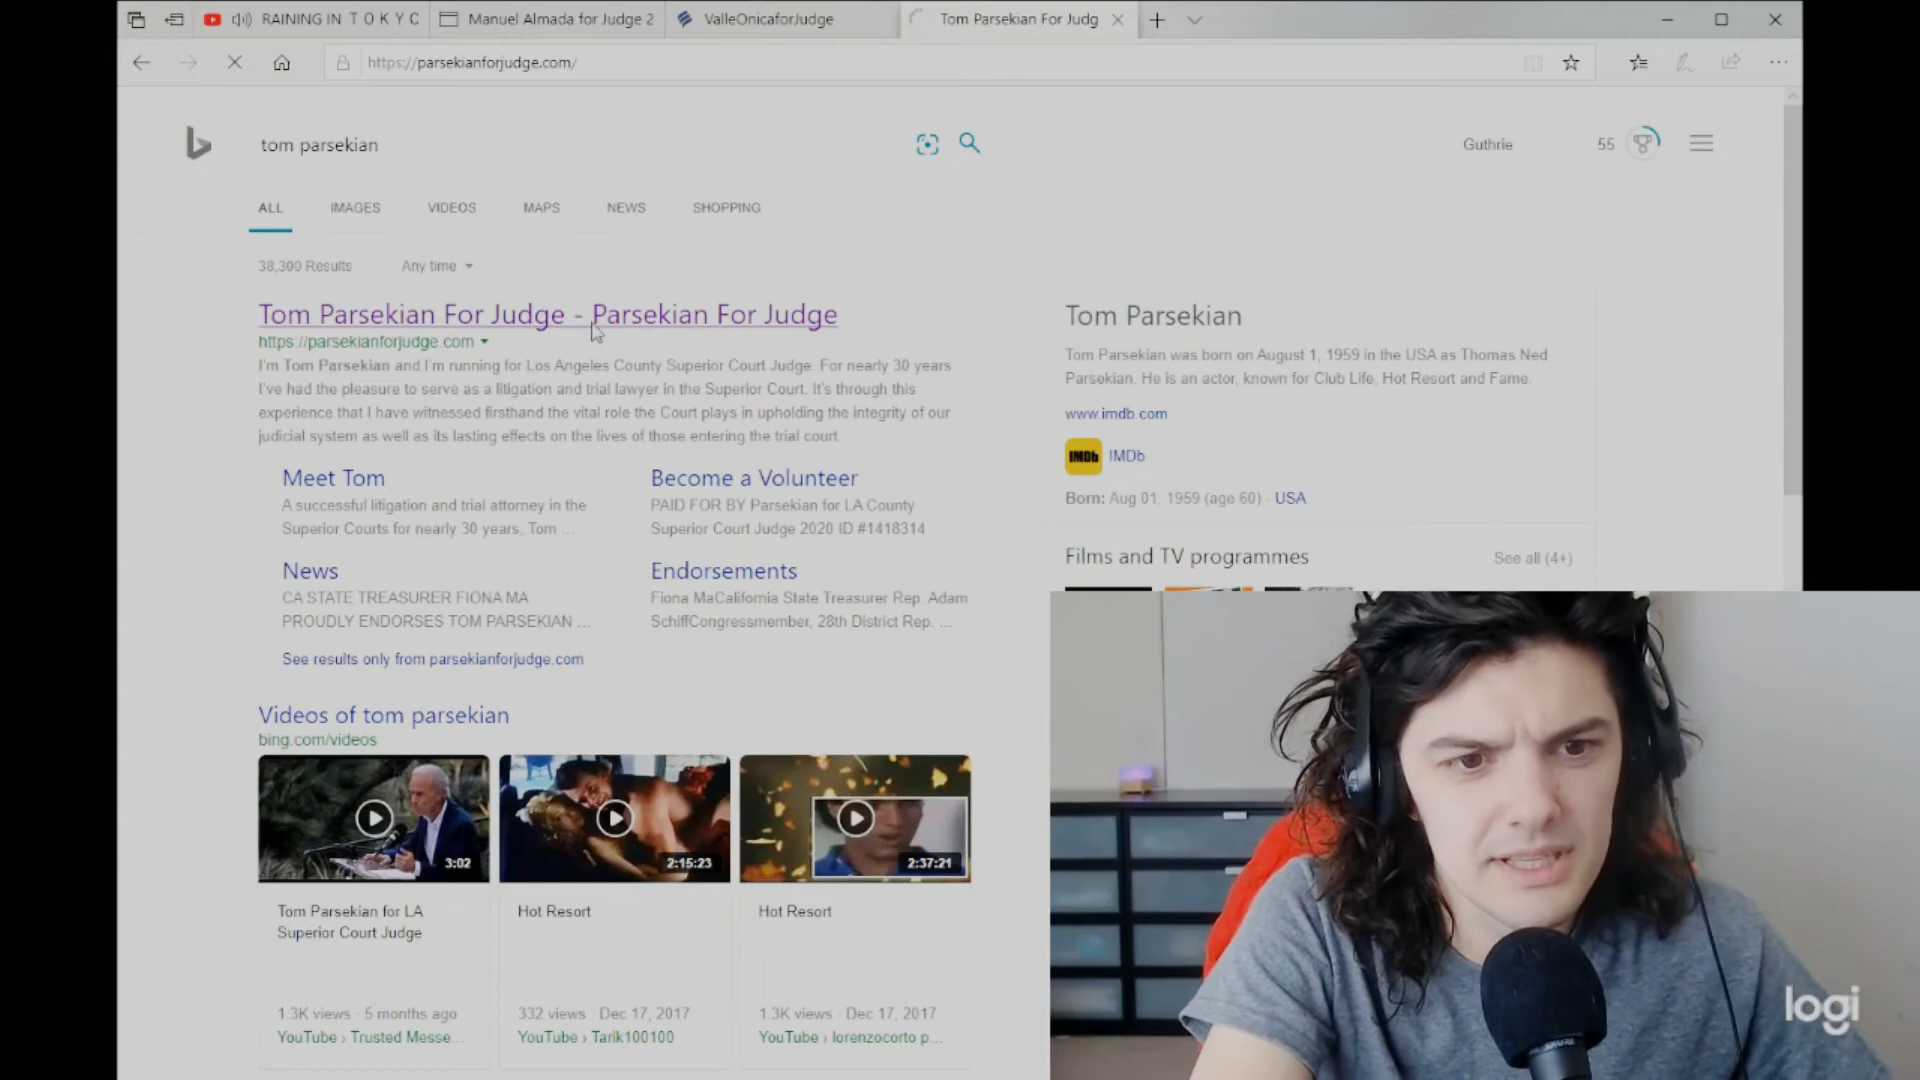 RAINING IN T O K Y C
Manuel Almada for Judge 2
ValleOnicaforJudge
Tom Parsekian For Judg
https://parsekianforjudge.com/
tom parsekian
Guthrie
55
ALL
IMAGES
VIDEOS
MAPS
NEWS
SHOPPING
38,300 Results
Any time
Tom Parsekian For Judge - Parsekian For Judge
https://parsekianforjudge.com
I'm Tom Parsekian and I'm running for Los Angeles County Superior Court Judge. For nearly 30 years
I've had the pleasure to serve as a litigation and trial lawyer in the Superior Court. It's through this
experience that I have witnessed firsthand the vital role the Court plays in upholding the integrity of our
judicial system as well as its lasting effects on the lives of those entering the trial court.
Meet Tom
A successful litigation and trial attorney in the
Superior Courts for nearly 30 years, Tom ...
Become a Volunteer
PAID FOR BY Parsekian for LA County
Superior Court Judge 2020 ID #1418314
News
CA STATE TREASURER FIONA MA
PROUDLY ENDORSES TOM PARSEKIAN ...
Endorsements
Fiona MaCalifornia State Treasurer Rep. Adam
SchiffCongressmember, 28th District Rep. ...
See results only from parsekianforjudge.com
Videos of tom parsekian
bing.com/videos
3:02
2:15:23
2:37:21
Tom Parsekian for LA
Superior Court Judge
Hot Resort
Hot Resort
1.3K views · 5 months ago
YouTube › Trusted Messe...
332 views · Dec 17, 2017
YouTube › Tarik100100
1.3K views · Dec 17, 2017
YouTube › lorenzocorto p...
Tom Parsekian
Tom Parsekian was born on August 1, 1959 in the USA as Thomas Ned
Parsekian. He is an actor, known for Club Life, Hot Resort and Fame.
www.imdb.com
IMDb
IMDb
Born: Aug 01, 1959 (age 60) · USA
Films and TV programmes
See all (4+)
SHURE
logi